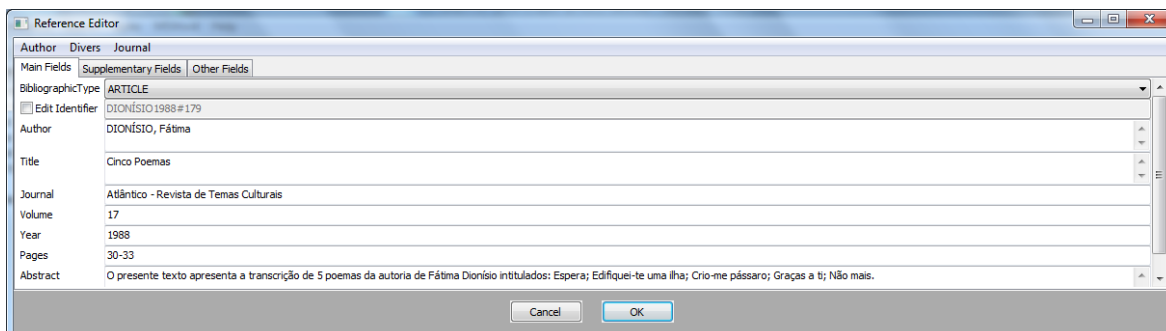 Reference Editor
Author Divers Journal
Main Fields Supplementary Fields Other Fields
BibliographicType ARTICLE
Edit Identifier DIONÍSIO1988#179
Author DIONÍSIO, Fátima
Title Cinco Poemas
Journal Atlântico - Revista de Temas Culturais
Volume 17
Year 1988
Pages 30-33
Abstract O presente texto apresenta a transcrição de 5 poemas da autoria de Fátima Dionísio intitulados: Espera; Edifiquei-te uma ilha; Crio-me pássaro; Graças a ti; Não mais.
Cancel OK